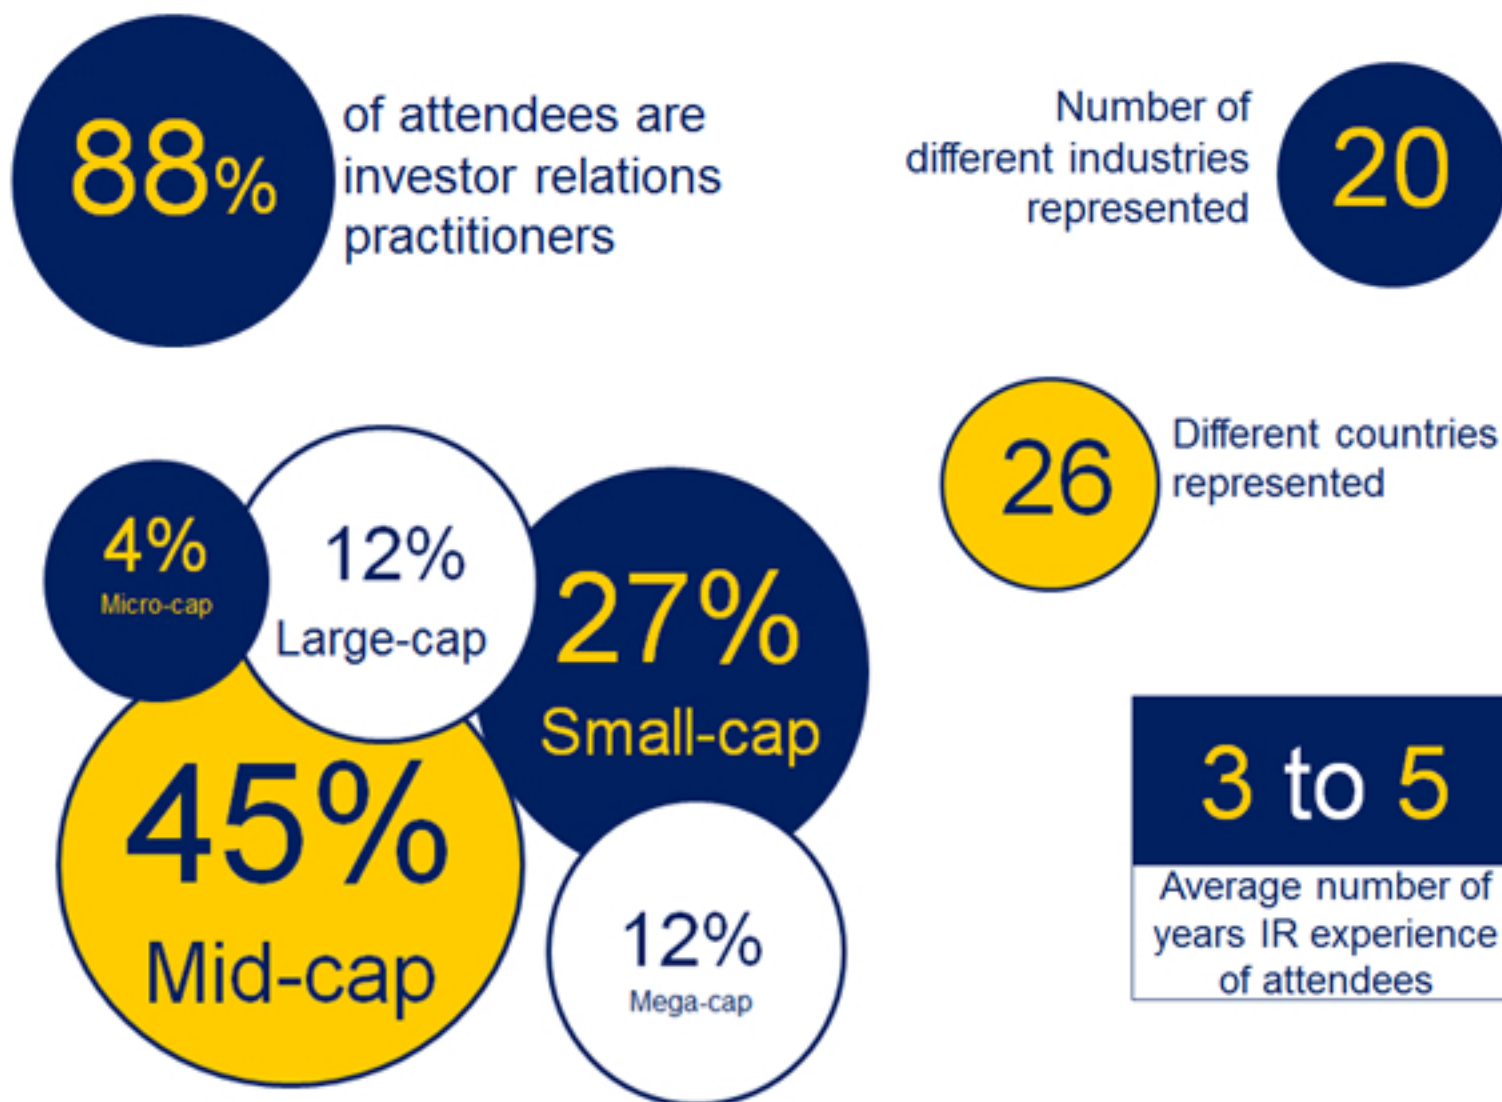 88%
of attendees are
investor relations
practitioners
Number of
different industries
represented
20
26
Different countries
represented
4%
Micro-cap
12%
Large-cap
27%
Small-cap
45%
Mid-cap
12%
Mega-cap
3 to 5
Average number of
years IR experience
of attendees